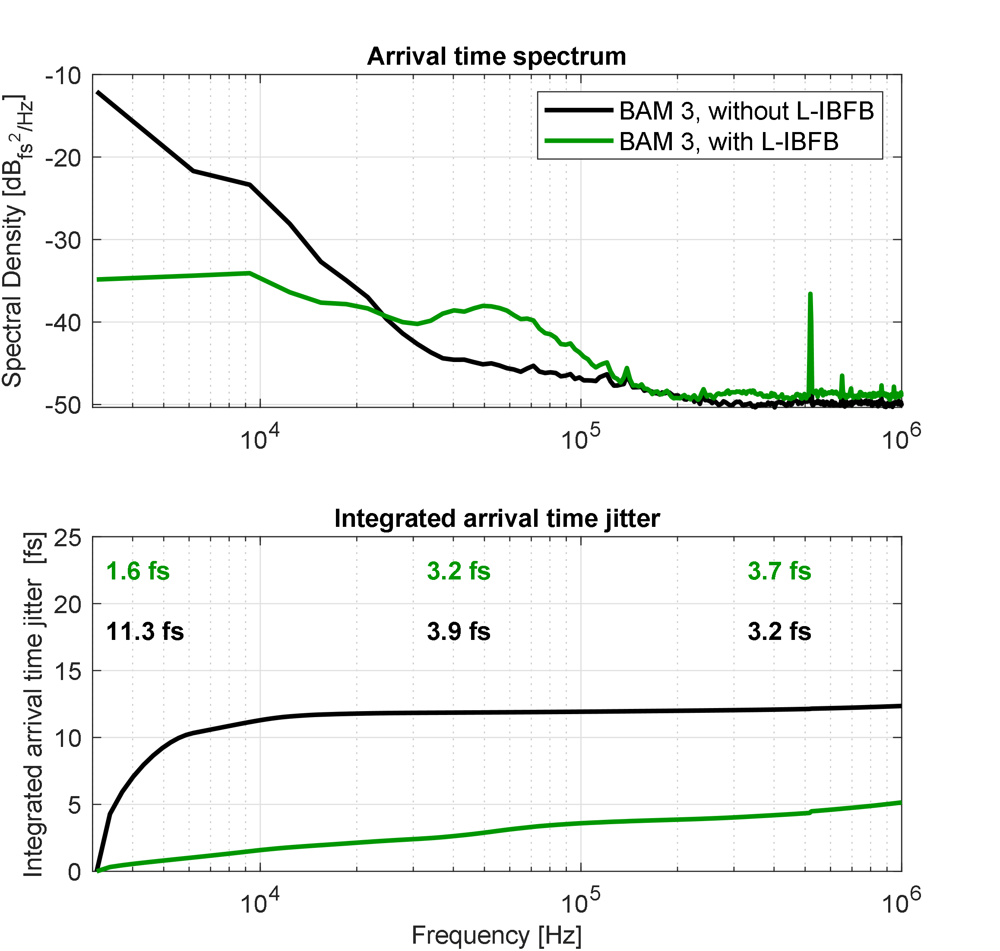 Arrival time spectrum
Spectral Density [dB fs²/Hz]
-10
-20
-30
-40
-50
BAM 3, without L-IBFB
BAM 3, with L-IBFB
10⁴ 10⁵ 10⁶
Integrated arrival time jitter
Integrated arrival time jitter [fs]
25
20
15
10
5
0
1.6 fs 3.2 fs 3.7 fs
11.3 fs 3.9 fs 3.2 fs
10⁴ 10⁵ 10⁶
Frequency [Hz]